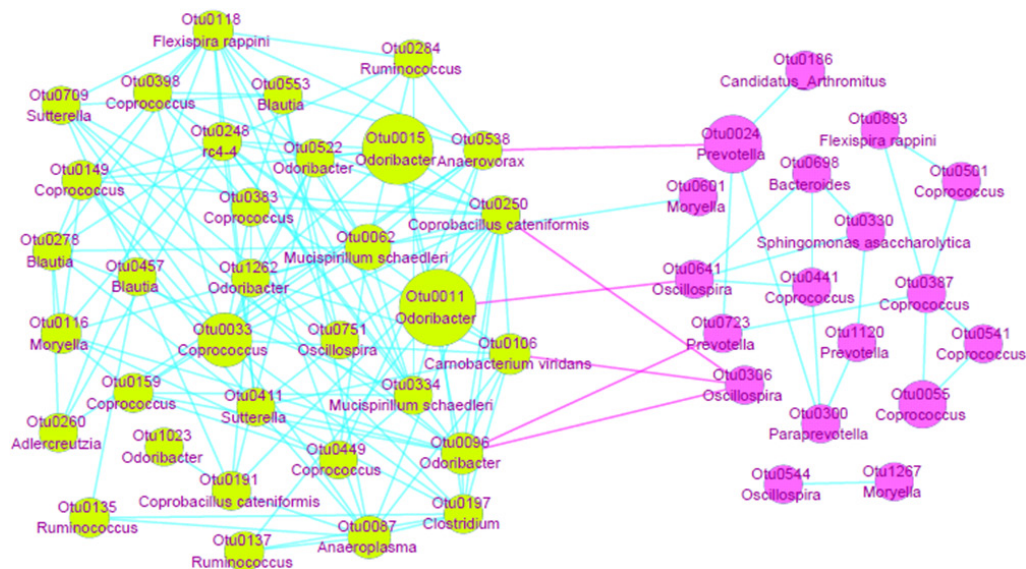 Otu0118
Flexispira rappini
Otu0284
Ruminococcus
Otu0186
Candidatus_Arthromitus
Otu0398
Coprococcus
Otu0553
Blautia
Otu0709
Sutterella
Otu0248
rc4-4
Otu0522
Odoribacter
Otu0015
Odoribacter
Otu0538
Anaerovorax
Otu0024
Prevotella
Otu0893
Flexispira rappini
Otu0149
Coprococcus
Otu0698
Bacteroides
Otu0501
Coprococcus
Otu0383
Coprococcus
Otu0250
Coprobacillus cateniformis
Otu0601
Moryella
Otu0330
Sphingomonas asaccharolytica
Otu0278
Blautia
Otu0062
Mucispirillum schaedleri
Otu0457
Blautia
Otu1262
Odoribacter
Otu0641
Oscillospira
Otu0441
Coprococcus
Otu0387
Coprococcus
Otu0011
Odoribacter
Otu0116
Moryella
Otu0033
Coprococcus
Otu0751
Oscillospira
Otu0106
Carnobacterium viridans
Otu0723
Prevotella
Otu1120
Prevotella
Otu0541
Coprococcus
Otu0159
Coprococcus
Otu0411
Sutterella
Otu0334
Mucispirillum schaedleri
Otu0306
Oscillospira
Otu0055
Coprococcus
Otu0260
Adlercreutzia
Otu1023
Odoribacter
Otu0449
Coprococcus
Otu0096
Odoribacter
Otu0300
Paraprevotella
Otu0191
Coprobacillus cateniformis
Otu0544
Oscillospira
Otu1267
Moryella
Otu0135
Ruminococcus
Otu0197
Clostridium
Otu0137
Ruminococcus
Otu0087
Anaeroplasma